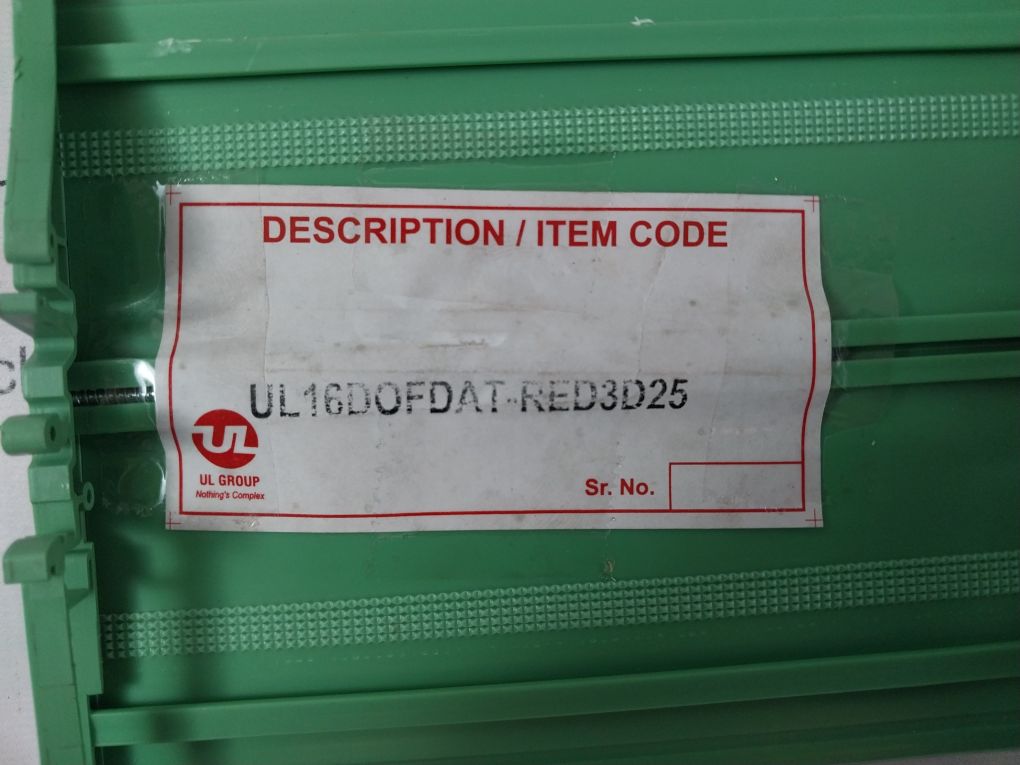 DESCRIPTION / ITEM CODE
UL16DOFDAT-RED3D25
UL
UL GROUP
Nothing's Complex
Sr. No.